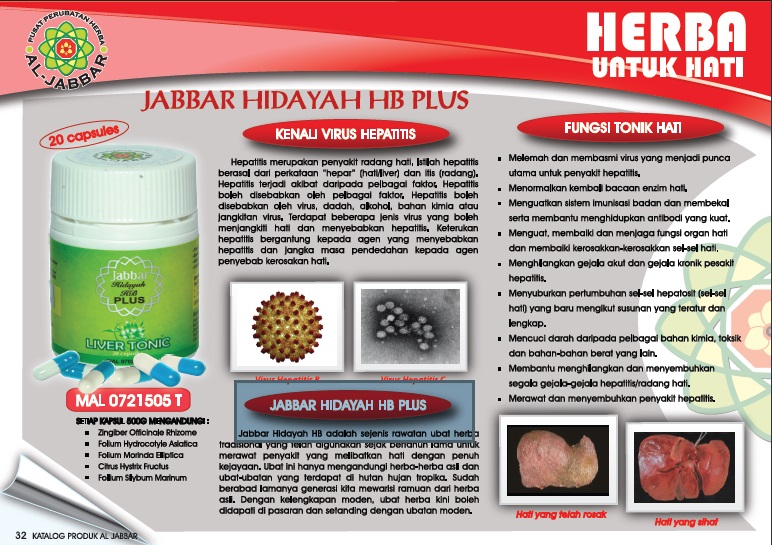 PUSAT PERUBATAN HERBA
AL-JABBAR
HERBA
UNTUK HATI
JABBAR HIDAYAH HB PLUS
20 capsules
Jabbar
Hidayah
HB
PLUS
LIVER TONIC
MAL 0721505 T
SETIAP KAPSUL 500G MENGANDUNGI :
Zingiber Officinale Rhizome
Folium Hydrocotyle Asiatica
Folium Morinda Elliptica
Citrus Hystrix Fructus
Folium Silybum Marinum
KENALI VIRUS HEPATITIS
Hepatitis merupakan penyakit radang hati. Istilah hepatitis
berasal dari perkataan "hepar" (hati/liver) dan itis (radang).
Hepatitis terjadi akibat daripada pelbagai faktor. Hepatitis
boleh disebabkan oleh pelbagai faktor. Hepatitis boleh
disebabkan oleh virus, dadah, alkohol, bahan kimia atau
jangkitan virus. Terdapat beberapa jenis virus yang boleh
menjangkiti hati dan menyebabkan hepatitis. Keterukan
hepatitis bergantung kepada agen yang menyebabkan
hepatitis dan jangka masa pendedahan kepada agen
penyebab kerosakan hati.
Virus Hepatitis B
Virus Hepatitis C
JABBAR HIDAYAH HB PLUS
Jabbar Hidayah HB adalah sejenis rawatan ubat herba
tradisional yang telah digunakan sejak bertahun lama untuk
merawat penyakit yang melibatkan hati dengan penuh
kejayaan. Ubat ini hanya mengandungi herba-herba asli dan
ubat-ubatan yang terdapat di hutan hujan tropika. Sudah
berabad lamanya generasi kita mewarisi ramuan dari herba
asli. Dengan kelengkapan moden, ubat herba kini boleh
didapati di pasaran dan setanding dengan ubatan moden.
FUNGSI TONIK HATI
Melemah dan membasmi virus yang menjadi punca
utama untuk penyakit hepatitis.
Menormalkan kembali bacaan enzim hati.
Menguatkan sistem imunisasi badan dan membekal
serta membantu menghidupkan antibodi yang kuat.
Menguat, membaiki dan menjaga fungsi organ hati
dan membaiki kerosakkan-kerosakkan sel-sel hati.
Menghilangkan gejala akut dan gejala kronik pesakit
hepatitis.
Menyuburkan pertumbuhan sel-sel hepatosit (sel-sel
hati) yang baru mengikut susunan yang teratur dan
lengkap.
Mencuci darah daripada pelbagai bahan kimia, toksik
dan bahan-bahan berat yang lain.
Membantu menghilangkan dan menyembuhkan
segala gejala-gejala hepatitis/radang hati.
Merawat dan menyembuhkan penyakit hepatitis.
Hati yang telah rosak
Hati yang sihat
32 KATALOG PRODUK AL JABBAR